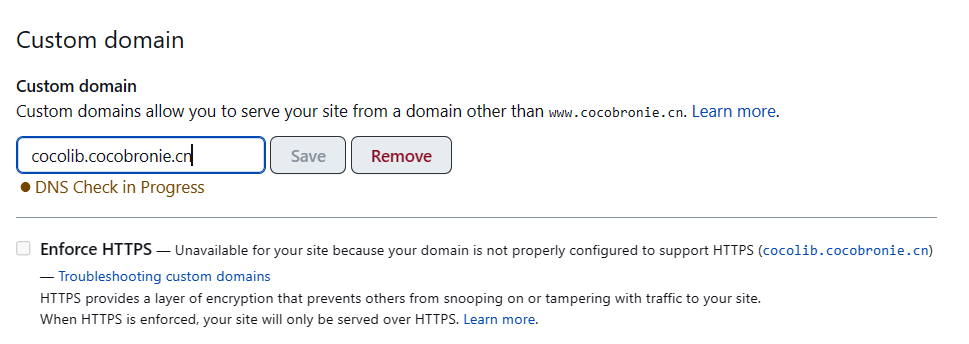 Custom domain
Custom domain
Custom domains allow you to serve your site from a domain other than www.cocobronie.cn. Learn more.
cocolib.cocobronie.cn Save Remove
DNS Check in Progress
Enforce HTTPS — Unavailable for your site because your domain is not properly configured to support HTTPS (cocolib.cocobronie.cn)
— Troubleshooting custom domains
HTTPS provides a layer of encryption that prevents others from snooping on or tampering with traffic to your site.
When HTTPS is enforced, your site will only be served over HTTPS. Learn more.